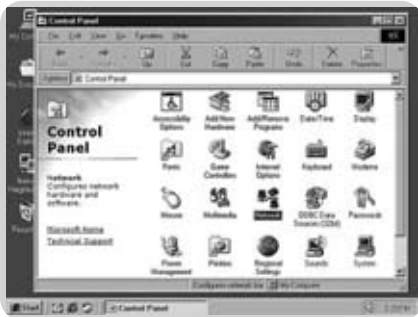 Control Panel
File Edit View Go Favorites Help
Up Cut Copy Paste Undo Delete Properties
Address Control Panel
Control
Panel
Network
Configures network
hardware and
software.
Microsoft Home
Technical Support
Accessibility Options
Add New Hardware
Add/Remove Programs
Date/Time
Display
Fonts
Game Controllers
Internet Options
Keyboard
Modems
Mouse
Multimedia
Network
ODBC Data Sources (32bit)
Passwords
Power Management
Printers
Regional Settings
Sounds
System
Configures network har
My Computer
Start
Control Panel